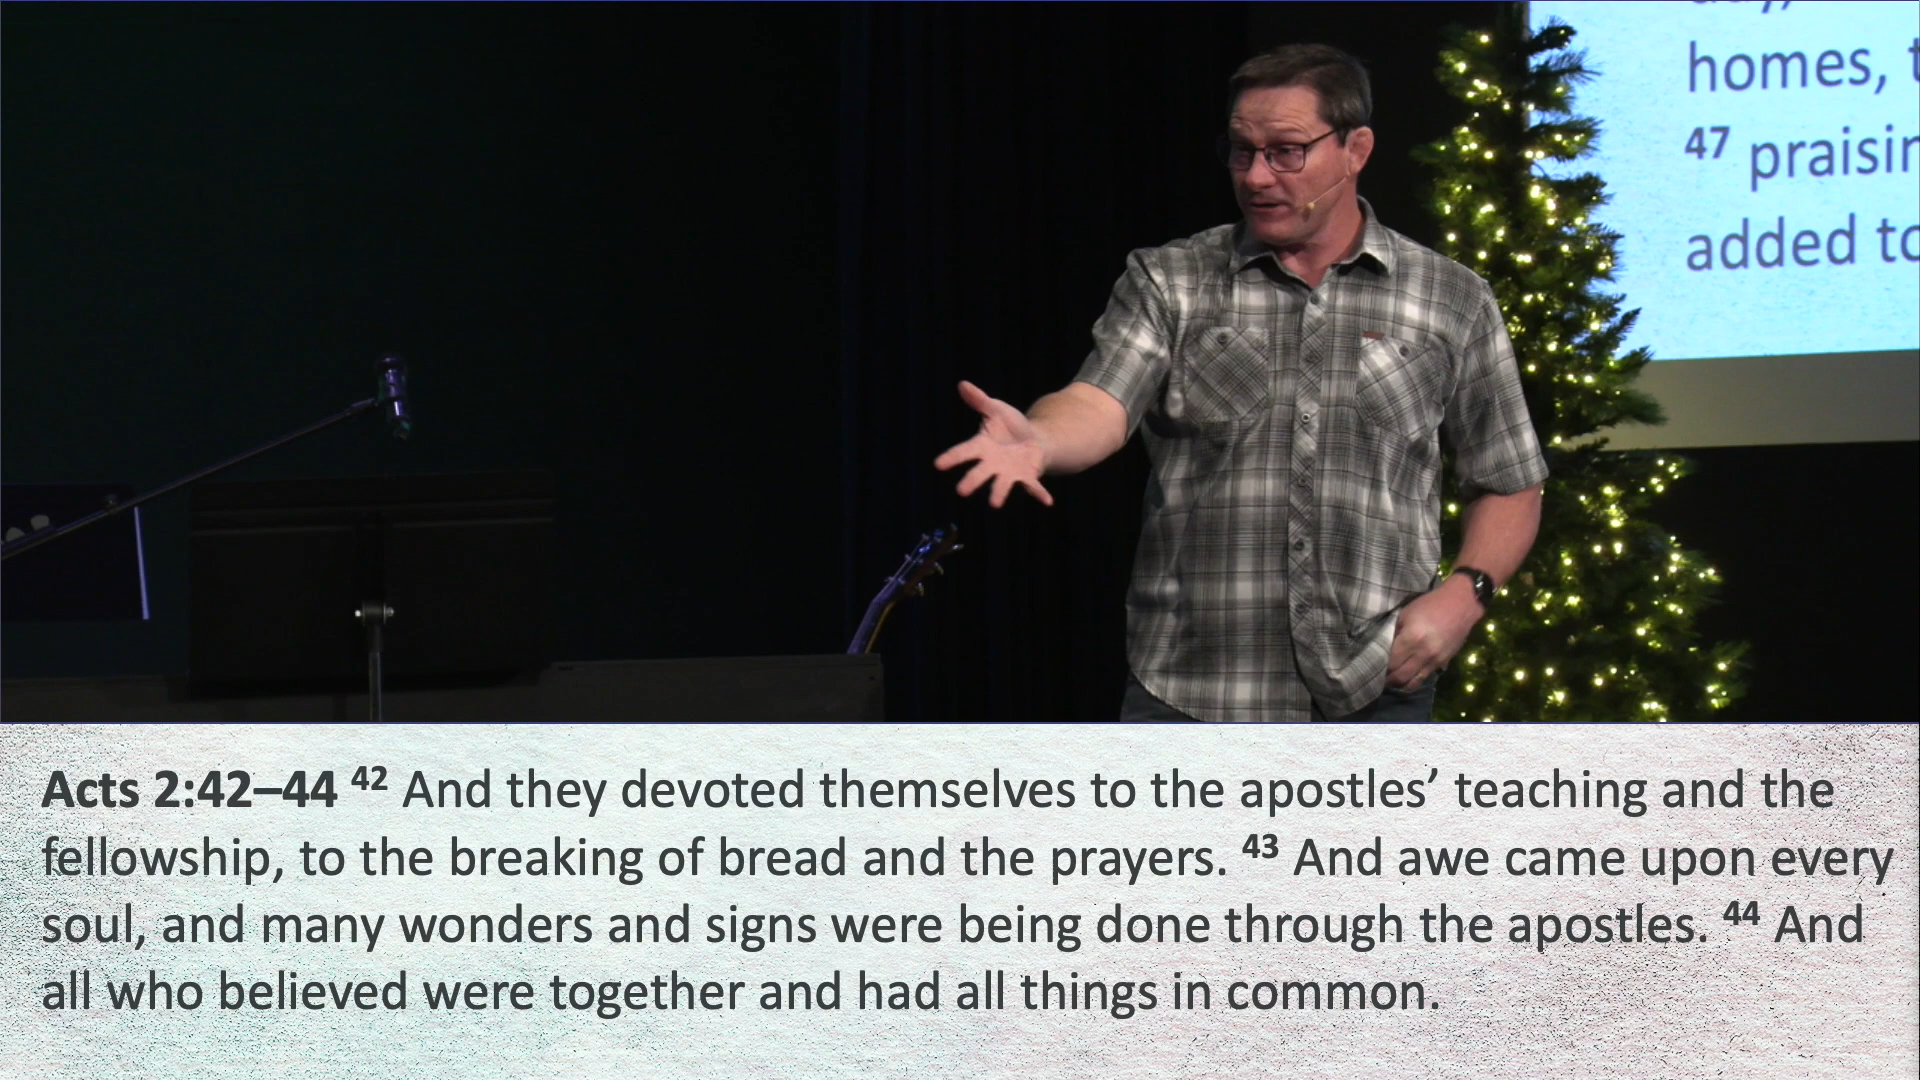 homes,
47 praisin
added to
Acts 2:42–44 42 And they devoted themselves to the apostles’ teaching and the
fellowship, to the breaking of bread and the prayers. 43 And awe came upon every
soul, and many wonders and signs were being done through the apostles. 44 And
all who believed were together and had all things in common.